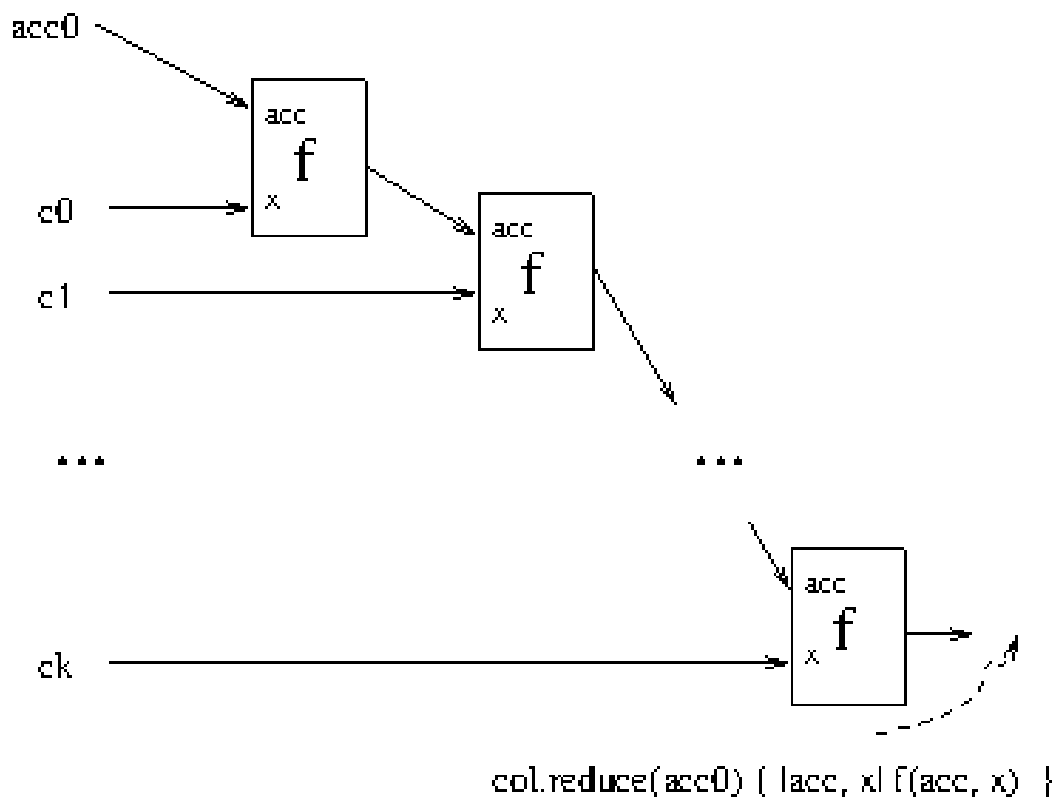 acc0
acc
f
x
c0
acc
f
x
c1
... ...
acc
f
x
ck
col.reduce(acc0) { |acc, x| f(acc, x) }